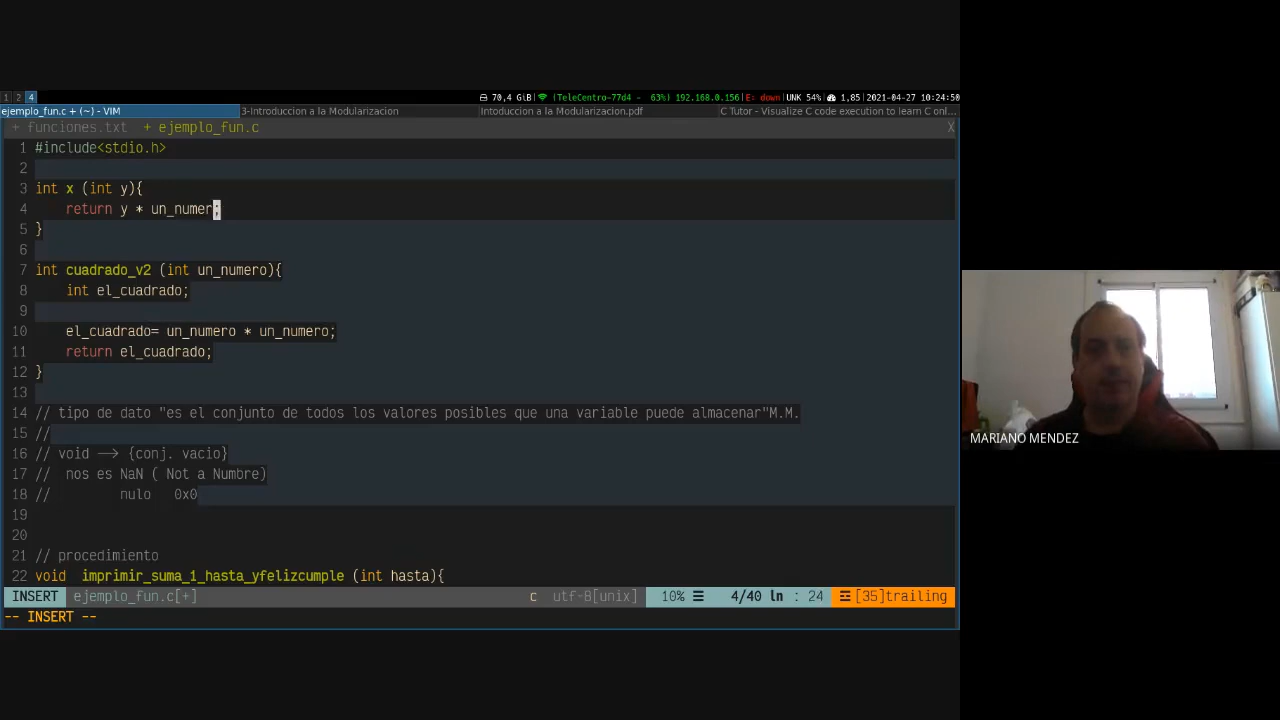 1 2 4 70,4 GiB (TeleCentro-77d4 - 63%) 192.168.0.156 E: down UNK 54% 1,85 2021-04-27 10:24:50
ejemplo_fun.c + (~) - VIM 3-Introduccion a la Modularizacion Intoduccion a la Modularizacion.pdf C Tutor - Visualize C code execution to learn C onl...
+ funciones.txt + ejemplo_fun.c X
1 #include<stdio.h>
2
3 int x (int y){
4 return y * un_numer;
5 }
6
7 int cuadrado_v2 (int un_numero){
8 int el_cuadrado;
9
10 el_cuadrado= un_numero * un_numero;
11 return el_cuadrado;
12 }
13
14 // tipo de dato "es el conjunto de todos los valores posibles que una variable puede almacenar"M.M.
15 //
16 // void --> {conj. vacio}
17 // nos es NaN ( Not a Numbre)
18 // nulo 0x0
19
20
21 // procedimiento
22 void imprimir_suma_1_hasta_yfelizcumple (int hasta){
INSERT ejemplo_fun.c[+] c utf-8[unix] 10% ☰ 4/40 ln : 24 [35]trailing
-- INSERT --
MARIANO MENDEZ